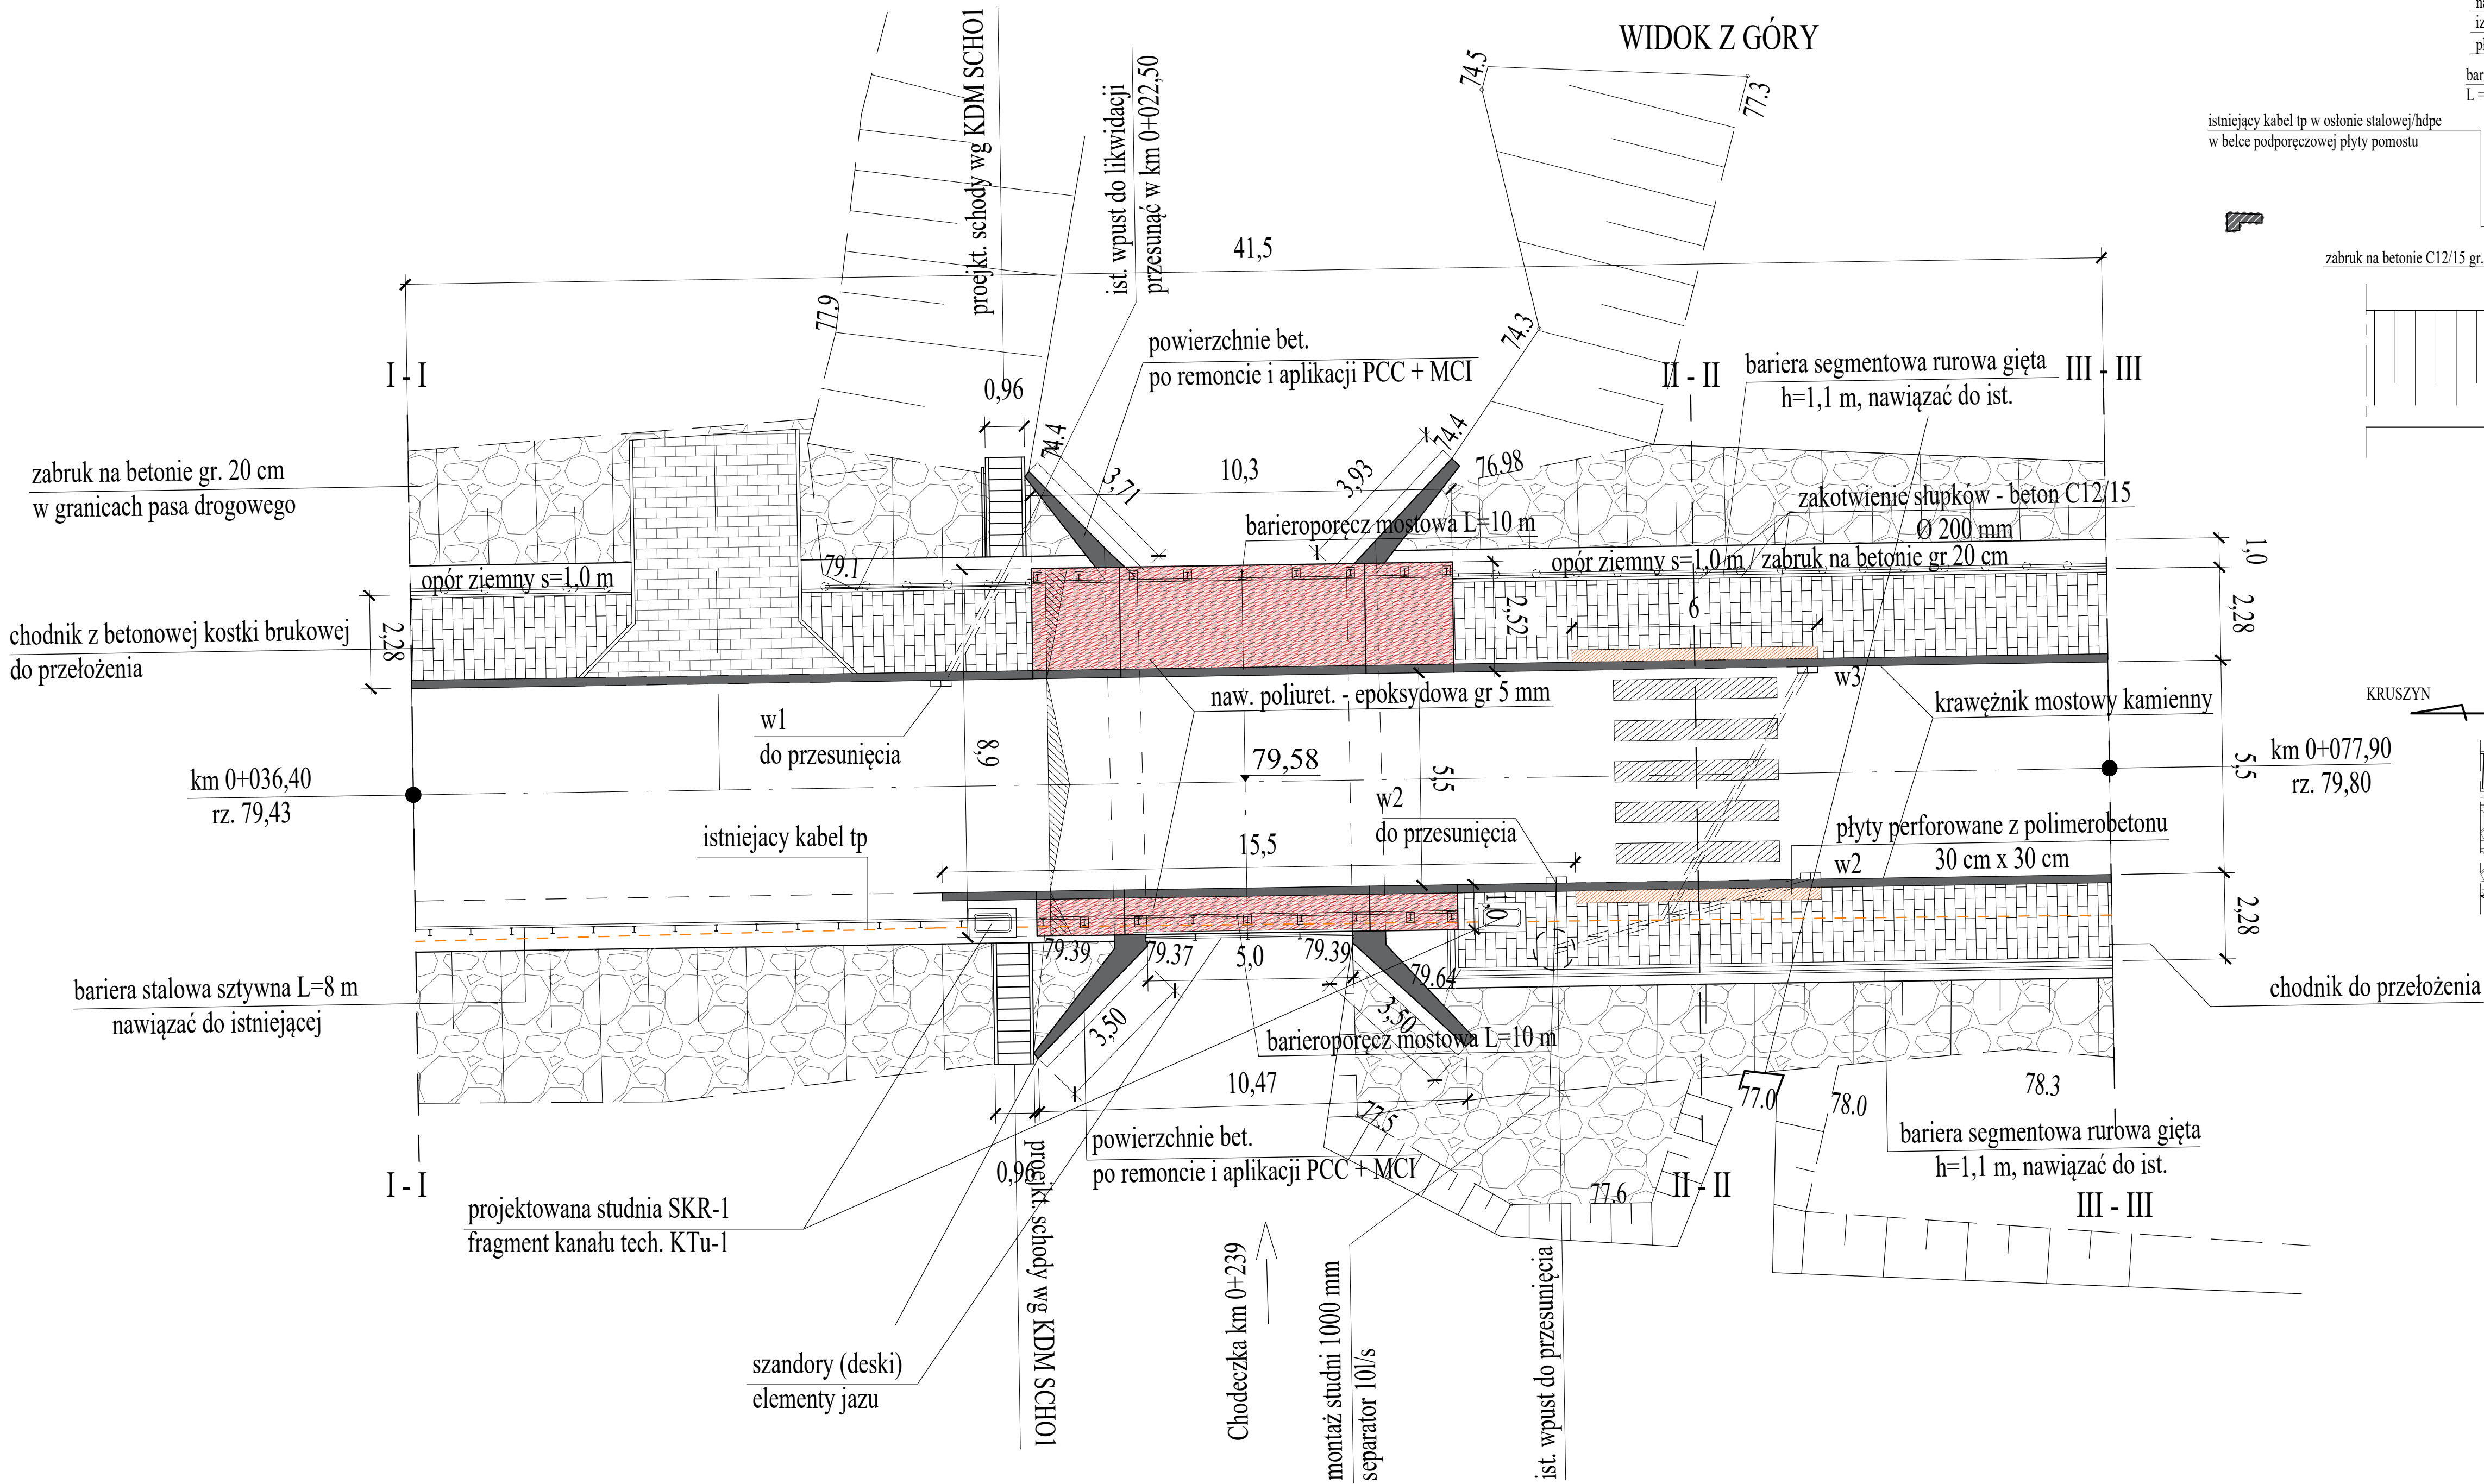 WIDOK Z GÓRY
proejkt. schody wg KDM SCHO1
ist. wpust do likwidacji
przesunąć w km 0+022,50
74.5
77.3
iz
bar
L =
istniejący kabel tp w osłonie stalowej/hdpe
w belce podporęczowej płyty pomostu
zabruk na betonie C12/15 gr.
41,5
77.9
74.3
powierzchnie bet.
po remoncie i aplikacji PCC + MCI
I - I
II - II
III - III
bariera segmentowa rurowa gięta
h=1,1 m, nawiązać do ist.
0,96
74.4
3,71
10,3
3,93
74.4
76.98
zabruk na betonie gr. 20 cm
w granicach pasa drogowego
zakotwienie słupków - beton C12/15
Ø 200 mm
barieroporęcz mostowa L=10 m
opór ziemny s=1,0 m
79.1
opór ziemny s=1,0 m / zabruk na betonie gr.20 cm
1,0
2,28
chodnik z betonowej kostki brukowej
do przełożenia
2,28
2,52
6
naw. poliuret. - epoksydowa gr 5 mm
w3
krawężnik mostowy kamienny
KRUSZYN
w1
do przesunięcia
8,9
79,58
5,5
5,5
km 0+036,40
rz. 79,43
km 0+077,90
rz. 79,80
w2
do przesunięcia
istniejacy kabel tp
15,5
płyty perforowane z polimerobetonu
30 cm x 30 cm
w2
1,0
2,28
79.39
79.37
5,0
79.39
79.64
bariera stalowa sztywna L=8 m
nawiązać do istniejącej
chodnik do przełożenia
3,50
3,50
barieroporęcz mostowa L=10 m
10,47
77.5
77.0
78.0
78.3
powierzchnie bet.
po remoncie i aplikacji PCC + MCI
0,96
bariera segmentowa rurowa gięta
h=1,1 m, nawiązać do ist.
I - I
77.6
II - II
III - III
projektowana studnia SKR-1
fragment kanału tech. KTu-1
proejkt. schody wg KDM SCHO1
szandory (deski)
elementy jazu
Chodeczka km 0+239
montaż studni 1000 mm
separator 10l/s
ist. wpust do przesunięcia